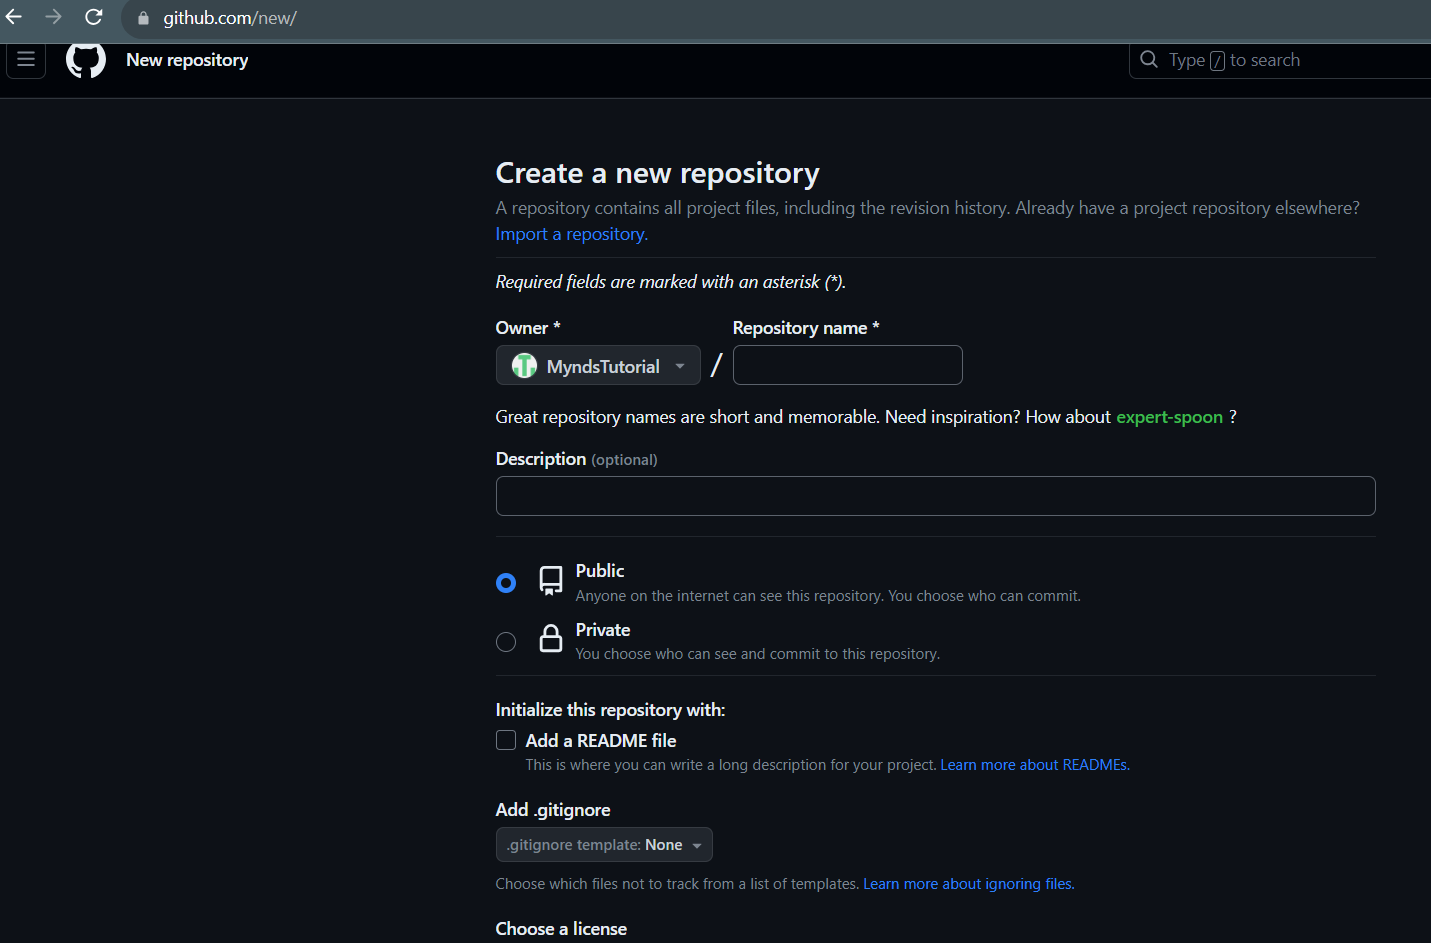 github.com/new/
New repository
Type / to search
Create a new repository
A repository contains all project files, including the revision history. Already have a project repository elsewhere?
Import a repository.
Required fields are marked with an asterisk (*).
Owner * Repository name *
MyndsTutorial /
Great repository names are short and memorable. Need inspiration? How about expert-spoon ?
Description (optional)
Public
Anyone on the internet can see this repository. You choose who can commit.
Private
You choose who can see and commit to this repository.
Initialize this repository with:
Add a README file
This is where you can write a long description for your project. Learn more about READMEs.
Add .gitignore
.gitignore template: None
Choose which files not to track from a list of templates. Learn more about ignoring files.
Choose a license